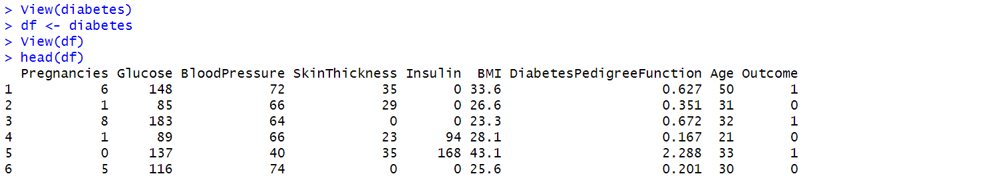 > View(diabetes)
> df <- diabetes
> View(df)
> head(df)
  Pregnancies Glucose BloodPressure SkinThickness Insulin  BMI DiabetesPedigreeFunction Age Outcome
1           6     148            72            35       0 33.6                    0.627  50       1
2           1      85            66            29       0 26.6                    0.351  31       0
3           8     183            64             0       0 23.3                    0.672  32       1
4           1      89            66            23      94 28.1                    0.167  21       0
5           0     137            40            35     168 43.1                    2.288  33       1
6           5     116            74             0       0 25.6                    0.201  30       0